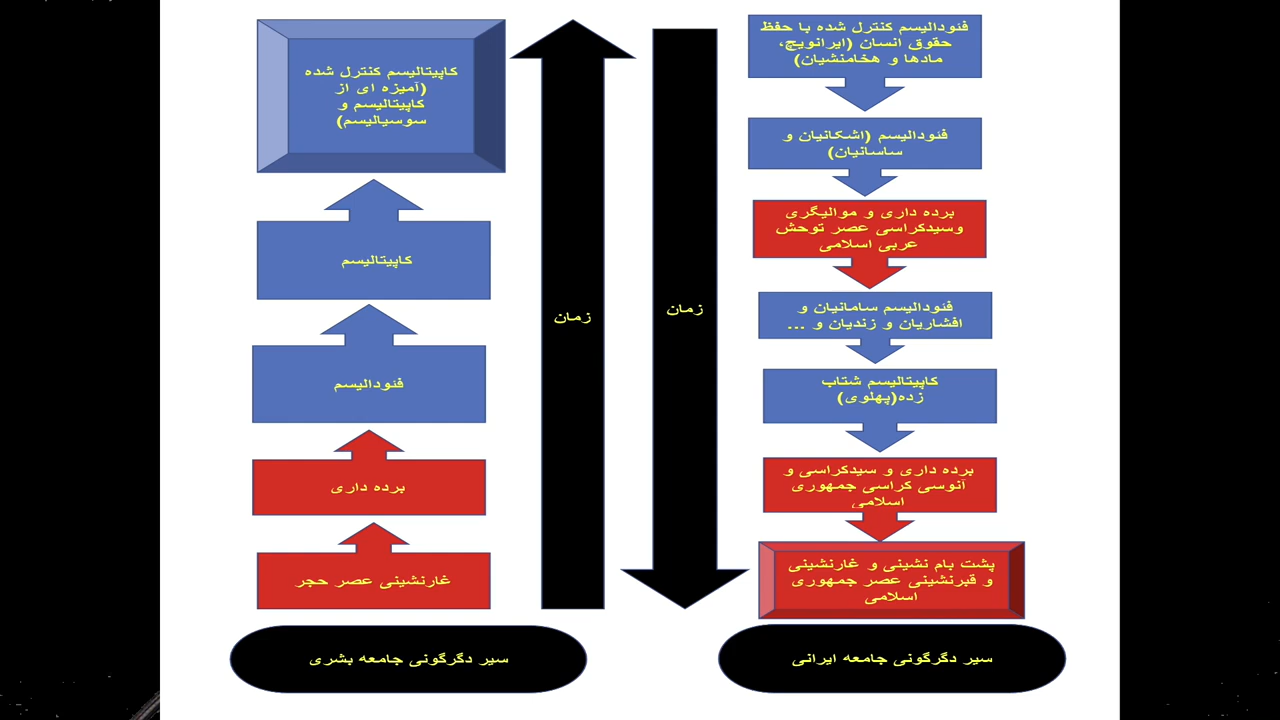 فئودالیسم کنترل شده با حفظ
حقوق انسان (ایرانویچ،
مادها و هخامنشیان)
فئودالیسم (اشکانیان و
ساسانیان)
برده داری و موالیگری
وسیدکراسی عصر توحش
عربی اسلامی
فئودالیسم سامانیان و
افشاریان و زندیان و ...
کاپیتالیسم شتاب
زده(پهلوی)
برده داری و سیدکراسی و
آنوسی کراسی جمهوری
اسلامی
پشت بام نشینی و غارنشینی
و قبرنشینی عصر جمهوری
اسلامی
سیر دگرگونی جامعه ایرانی
زمان
زمان
کاپیتالیسم کنترل شده
(آمیزه ای از
کاپیتالیسم و
سوسیالیسم)
کاپیتالیسم
فئودالیسم
برده داری
غارنشینی عصر حجر
سیر دگرگونی جامعه بشری